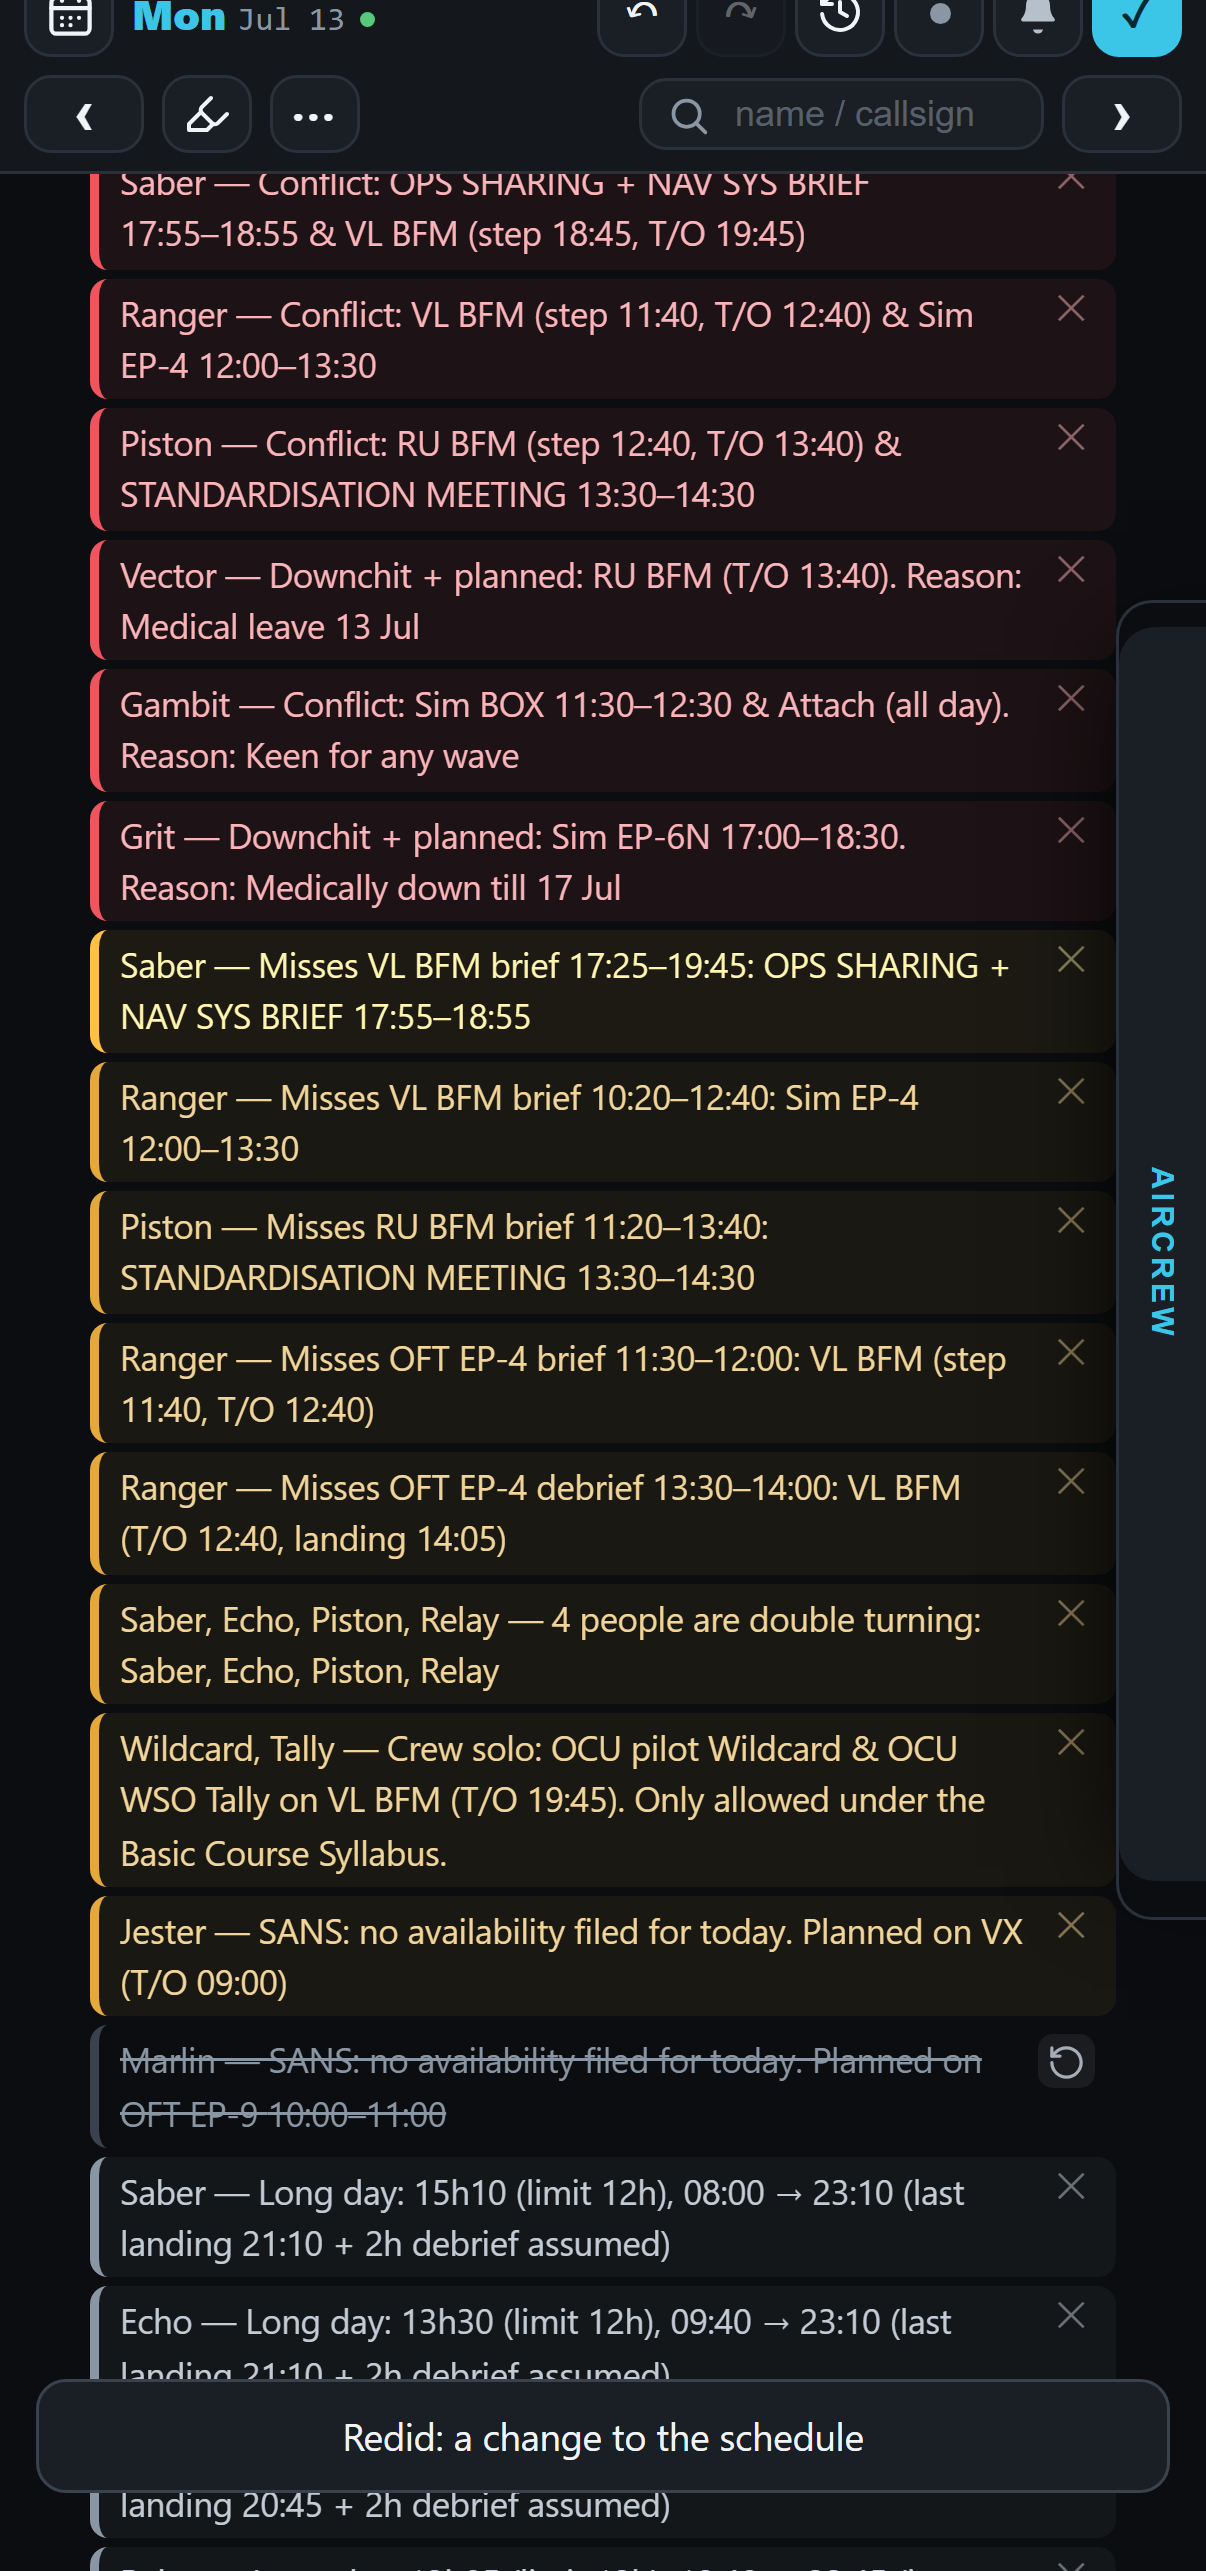 Mon Jul 13
name / callsign
Saber — Conflict: OPS SHARING + NAV SYS BRIEF
17:55–18:55 & VL BFM (step 18:45, T/O 19:45)
Ranger — Conflict: VL BFM (step 11:40, T/O 12:40) & Sim
EP-4 12:00–13:30
Piston — Conflict: RU BFM (step 12:40, T/O 13:40) &
STANDARDISATION MEETING 13:30–14:30
Vector — Downchit + planned: RU BFM (T/O 13:40). Reason:
Medical leave 13 Jul
Gambit — Conflict: Sim BOX 11:30–12:30 & Attach (all day).
Reason: Keen for any wave
Grit — Downchit + planned: Sim EP-6N 17:00–18:30.
Reason: Medically down till 17 Jul
Saber — Misses VL BFM brief 17:25–19:45: OPS SHARING +
NAV SYS BRIEF 17:55–18:55
Ranger — Misses VL BFM brief 10:20–12:40: Sim EP-4
12:00–13:30
Piston — Misses RU BFM brief 11:20–13:40:
STANDARDISATION MEETING 13:30–14:30
Ranger — Misses OFT EP-4 brief 11:30–12:00: VL BFM (step
11:40, T/O 12:40)
Ranger — Misses OFT EP-4 debrief 13:30–14:00: VL BFM
(T/O 12:40, landing 14:05)
Saber, Echo, Piston, Relay — 4 people are double turning:
Saber, Echo, Piston, Relay
Wildcard, Tally — Crew solo: OCU pilot Wildcard & OCU
WSO Tally on VL BFM (T/O 19:45). Only allowed under the
Basic Course Syllabus.
Jester — SANS: no availability filed for today. Planned on VX
(T/O 09:00)
Marlin — SANS: no availability filed for today. Planned on
OFT EP-9 10:00–11:00
Saber — Long day: 15h10 (limit 12h), 08:00 → 23:10 (last
landing 21:10 + 2h debrief assumed)
Echo — Long day: 13h30 (limit 12h), 09:40 → 23:10 (last
landing 21:10 + 2h debrief assumed)
Redid: a change to the schedule
landing 20:45 + 2h debrief assumed)
AIRCREW